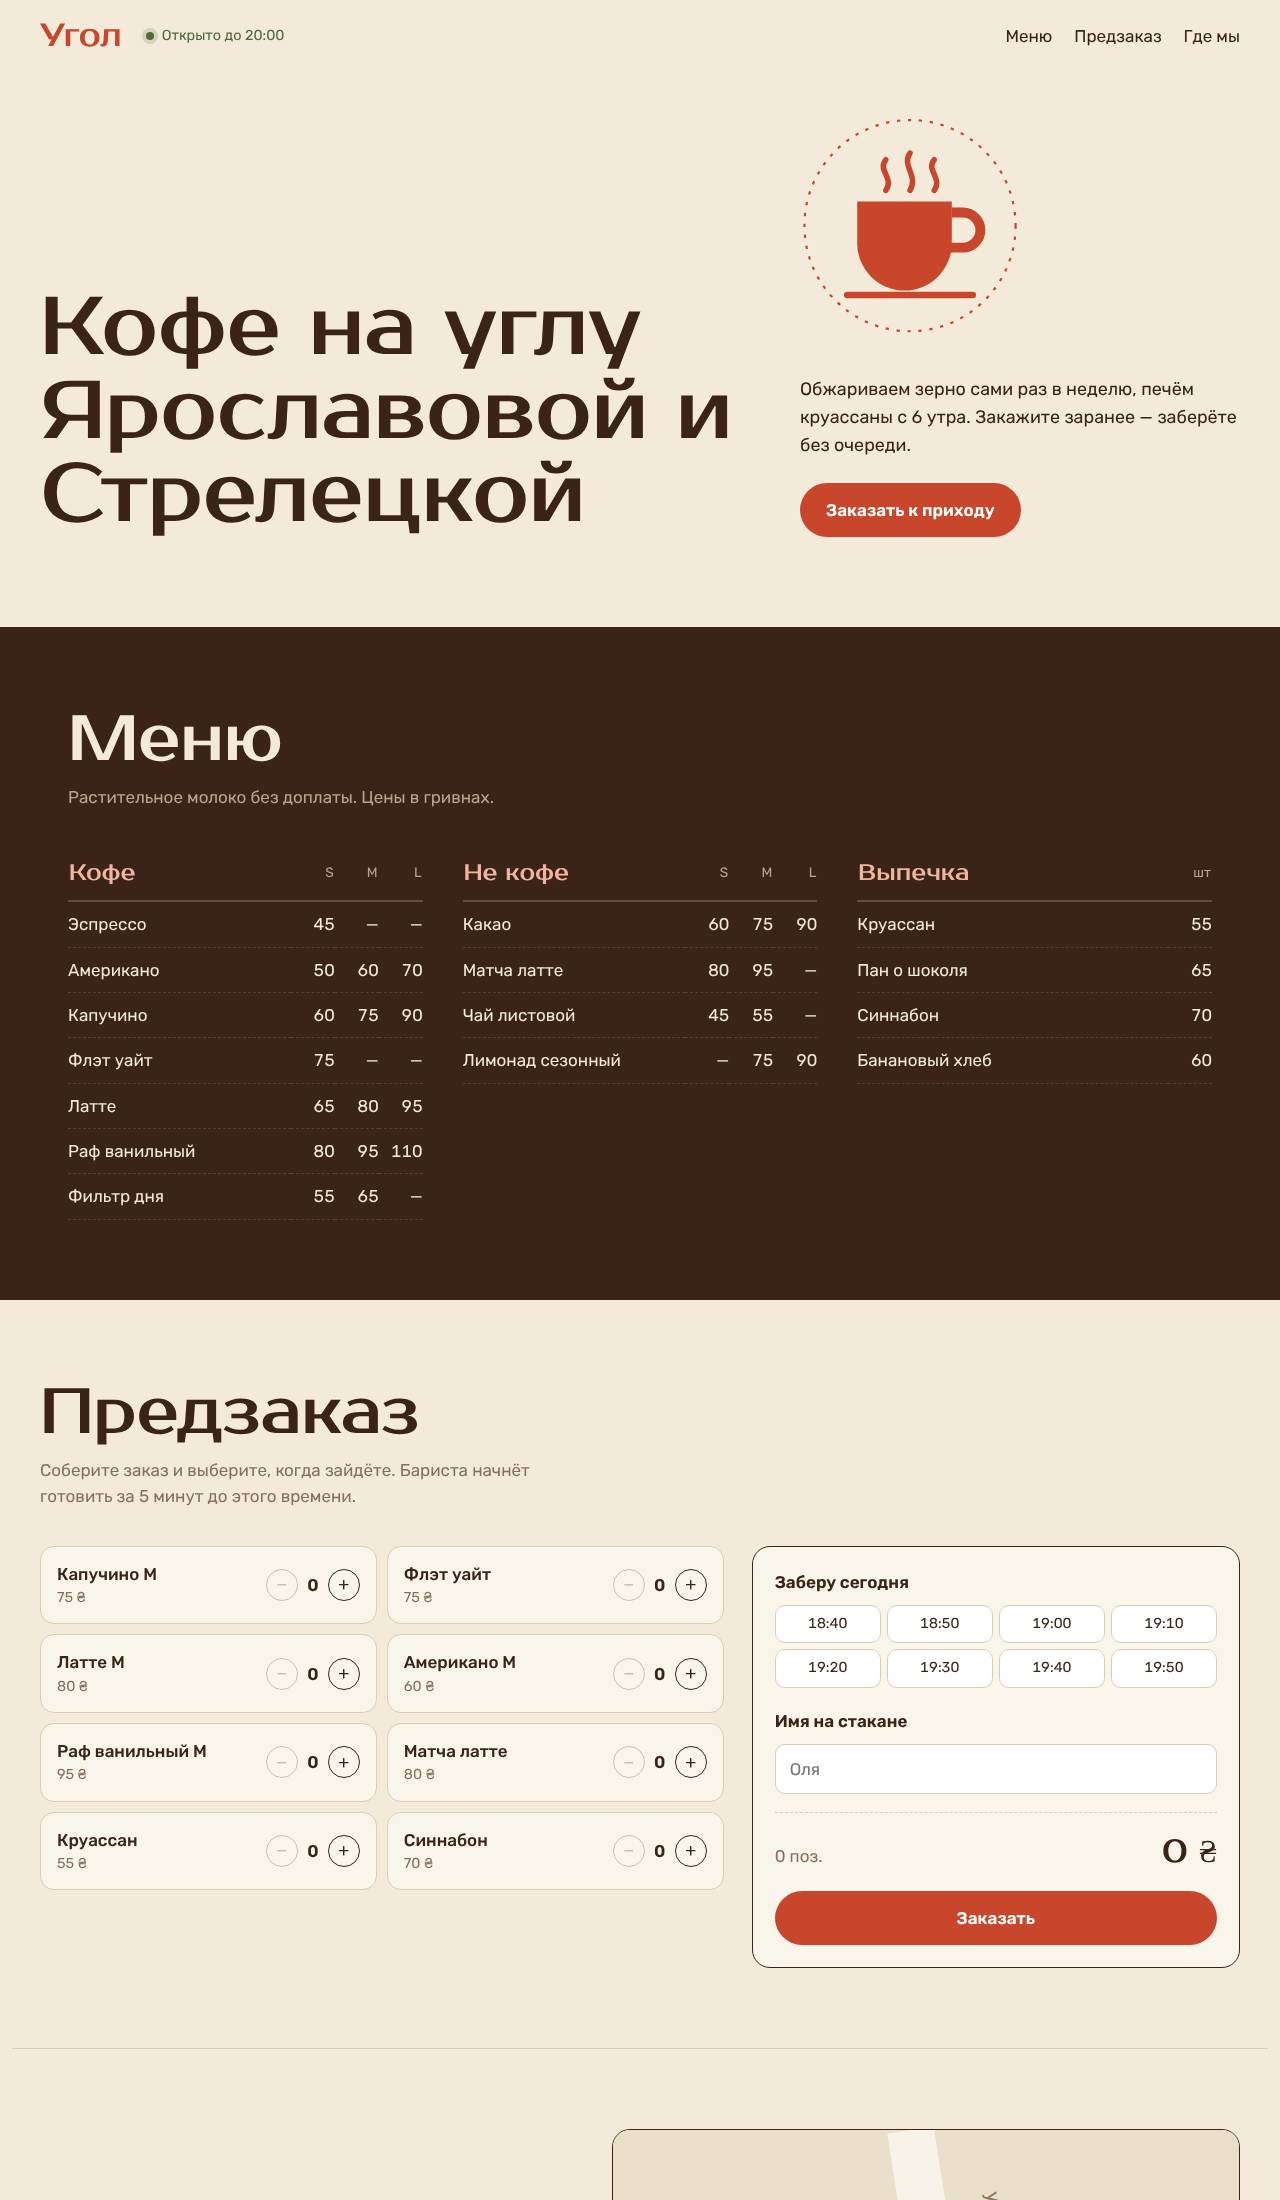 Угол
Открыто до 20:00
Меню Предзаказ Где мы
Кофе на углу
Ярославовой и
Стрелецкой
Обжариваем зерно сами раз в неделю, печём
круассаны с 6 утра. Закажите заранее — заберёте
без очереди.
Заказать к приходу
Меню
Растительное молоко без доплаты. Цены в гривнах.
Кофе S M L
Эспрессо 45 — —
Американо 50 60 70
Капучино 60 75 90
Флэт уайт 75 — —
Латте 65 80 95
Раф ванильный 80 95 110
Фильтр дня 55 65 —
Не кофе S M L
Какао 60 75 90
Матча латте 80 95 —
Чай листовой 45 55 —
Лимонад сезонный — 75 90
Выпечка шт
Круассан 55
Пан о шоколя 65
Синнабон 70
Банановый хлеб 60
Предзаказ
Соберите заказ и выберите, когда зайдёте. Бариста начнёт
готовить за 5 минут до этого времени.
Капучино M
75 ₴
− 0 +
Флэт уайт
75 ₴
− 0 +
Латте M
80 ₴
− 0 +
Американо M
60 ₴
− 0 +
Раф ванильный M
95 ₴
− 0 +
Матча латте
80 ₴
− 0 +
Круассан
55 ₴
− 0 +
Синнабон
70 ₴
− 0 +
Заберу сегодня
18:40 18:50 19:00 19:10
19:20 19:30 19:40 19:50
Имя на стакане
Оля
0 поз. 0 ₴
Заказать